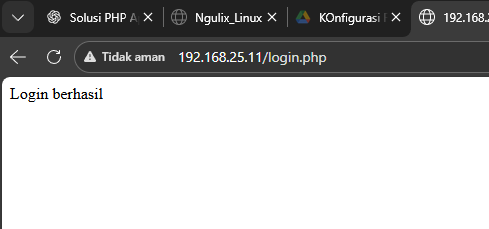 Solusi PHP A
Ngulix_Linux
KOnfigurasi
192.168.2
Tidak aman
192.168.25.11/login.php
Login berhasil